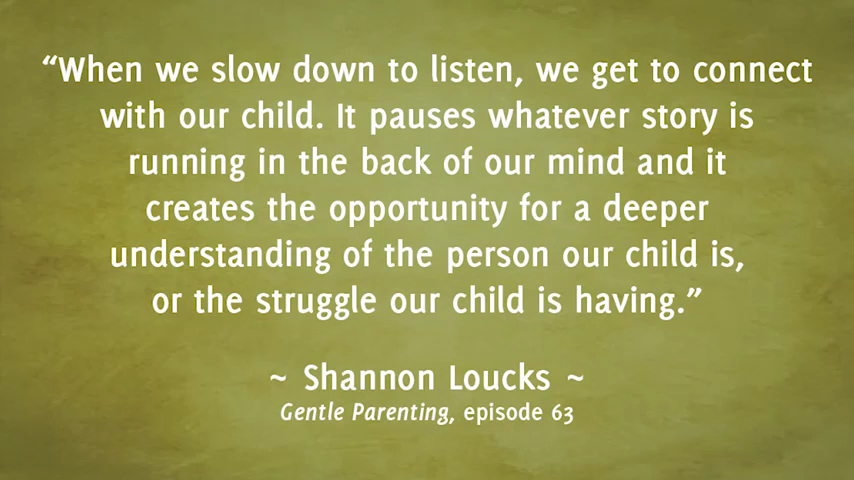 “When we slow down to listen, we get to connect
with our child. It pauses whatever story is
running in the back of our mind and it
creates the opportunity for a deeper
understanding of the person our child is,
or the struggle our child is having.”
~ Shannon Loucks ~
Gentle Parenting, episode 63